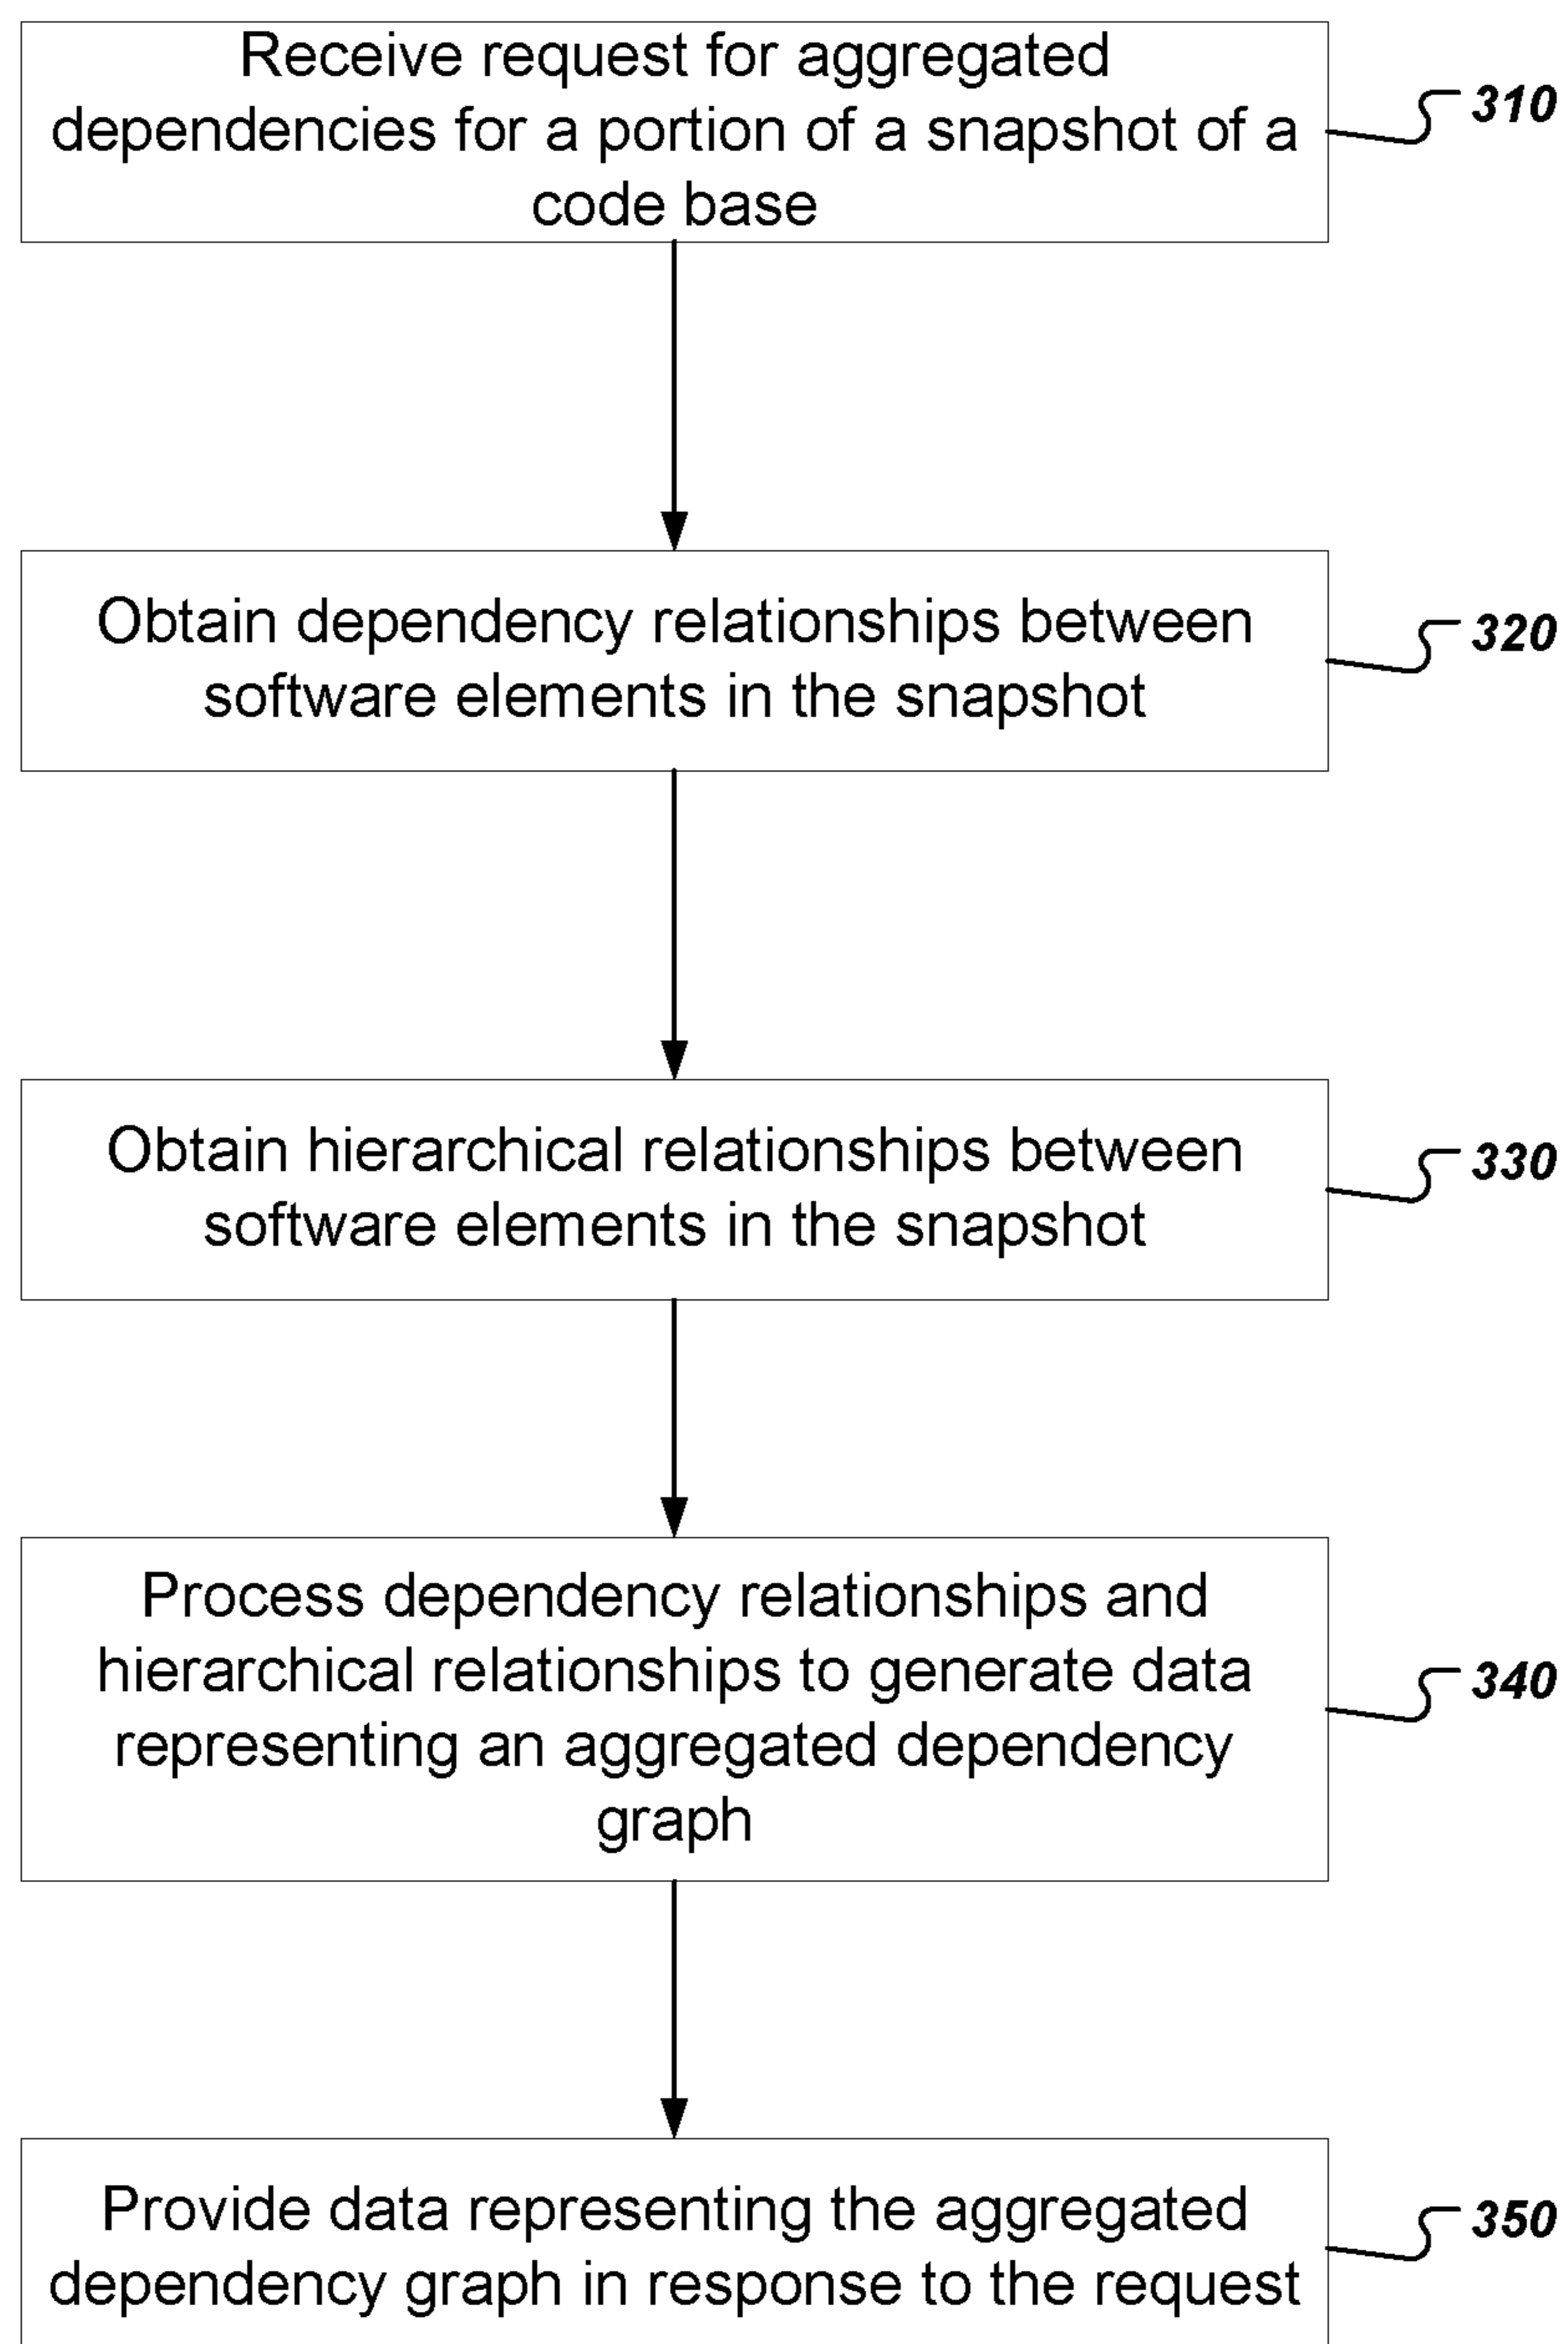 Receive request for aggregated
dependencies for a portion of a snapshot of a
code base
310
Obtain dependency relationships between
software elements in the snapshot
320
Obtain hierarchical relationships between
software elements in the snapshot
330
Process dependency relationships and
hierarchical relationships to generate data
representing an aggregated dependency
graph
340
Provide data representing the aggregated
dependency graph in response to the request
350